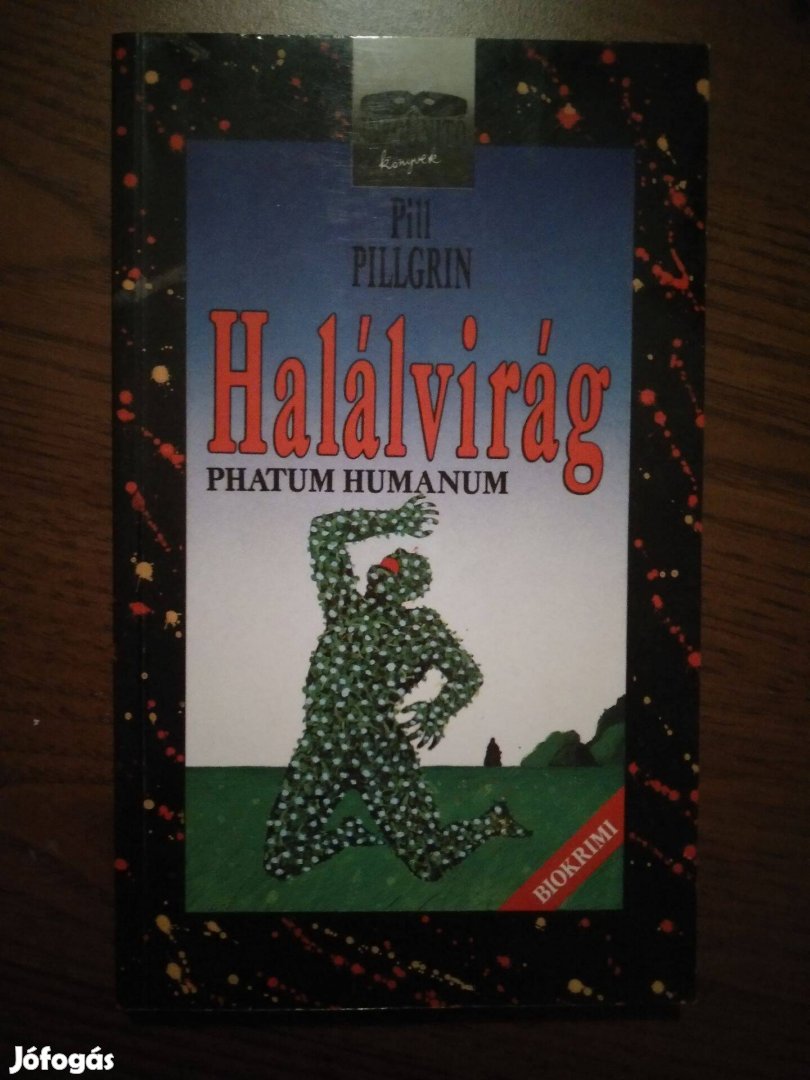 könyvek
Pill
PILLGRIN
Halálvirág
PHATUM HUMANUM
BIOKRIMI
Jófogás